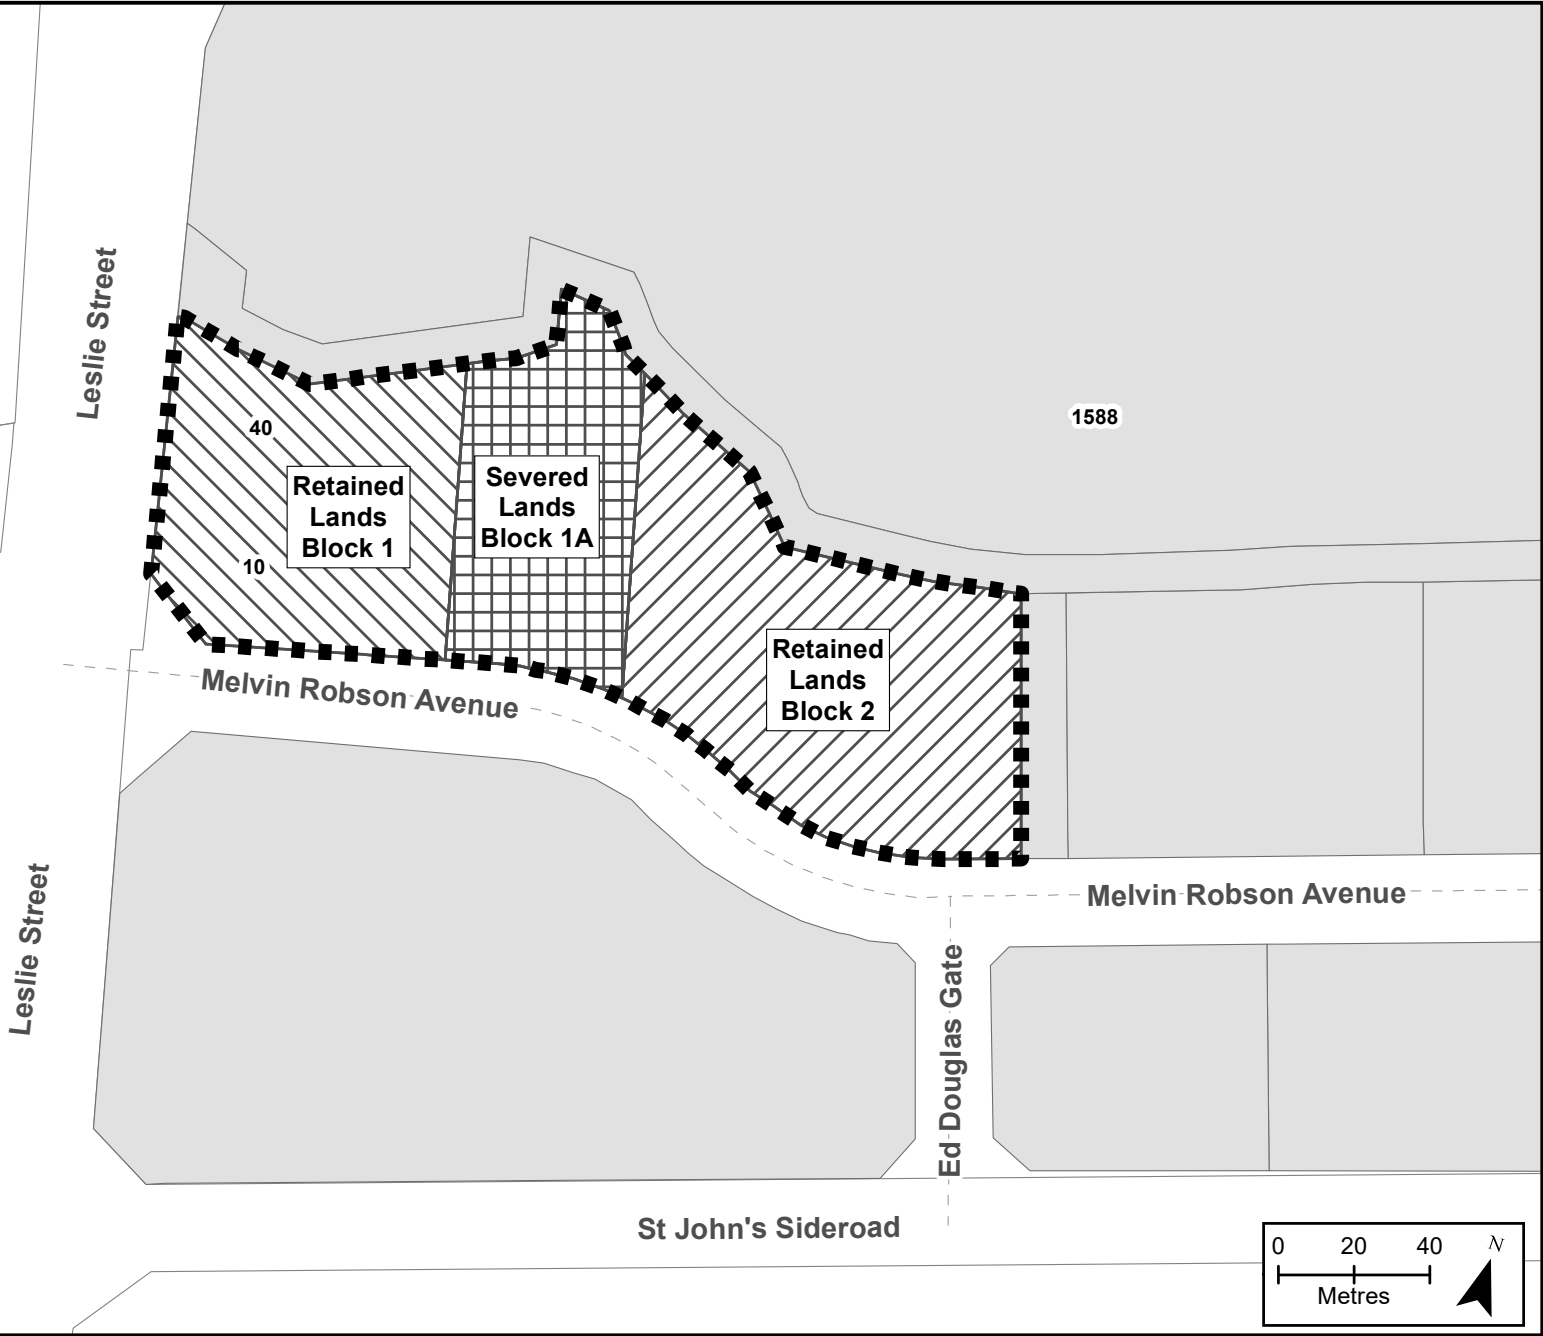 Leslie Street
1588
40
Retained
Lands
Block 1
Severed
Lands
Block 1A
10
Retained
Lands
Block 2
Melvin Robson Avenue
Melvin Robson Avenue
Leslie Street
Ed Douglas Gate
St John's Sideroad
0 20 40
Metres
N